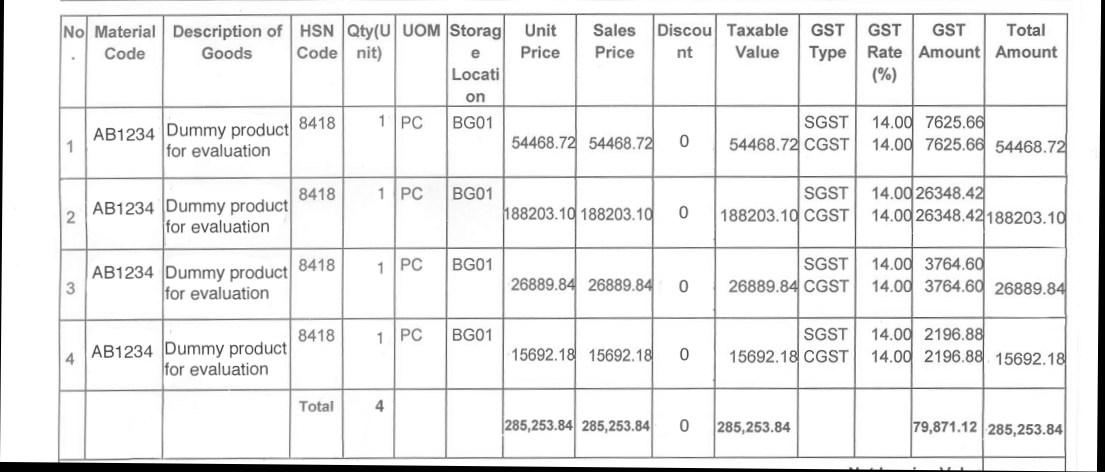 No. Material Code Description of Goods HSN Code Qty(Unit) UOM Storage Location Unit Price Sales Price Discount Taxable Value GST Type GST Rate (%) GST Amount Total Amount
1 AB1234 Dummy product for evaluation 8418 1 PC BG01 54468.72 54468.72 0 54468.72 SGST 14.00 7625.66
CGST 14.00 7625.66 54468.72
2 AB1234 Dummy product for evaluation 8418 1 PC BG01 188203.10 188203.10 0 188203.10 SGST 14.00 26348.42
CGST 14.00 26348.42 188203.10
3 AB1234 Dummy product for evaluation 8418 1 PC BG01 26889.84 26889.84 0 26889.84 SGST 14.00 3764.60
CGST 14.00 3764.60 26889.84
4 AB1234 Dummy product for evaluation 8418 1 PC BG01 15692.18 15692.18 0 15692.18 SGST 14.00 2196.88
CGST 14.00 2196.88 15692.18
Total 4 285,253.84 285,253.84 0 285,253.84 79,871.12 285,253.84